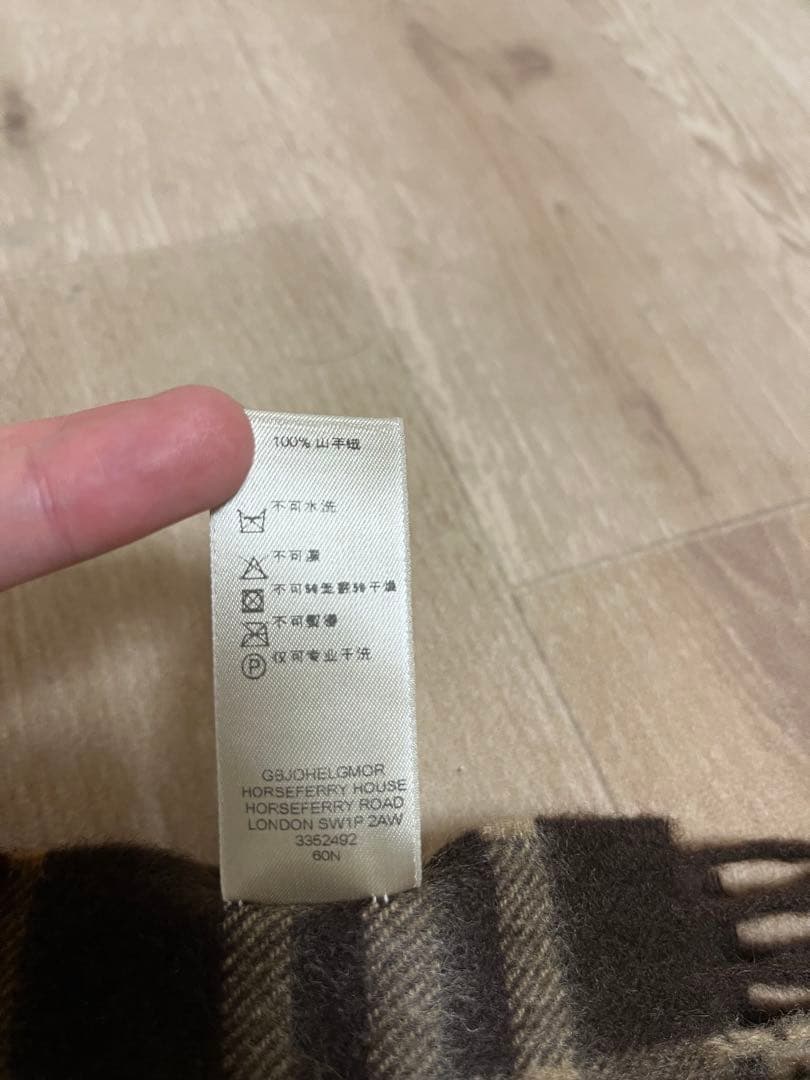 100% 山羊绒
不可水洗
不可漂
不可转笼翻转干燥
不可熨烫
仅可专业干洗
P
GBJOHELGMOR
HORSEFERRY HOUSE
HORSEFERRY ROAD
LONDON SW1P 2AW
3352492
60N